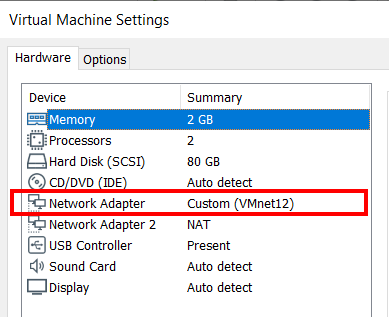 Virtual Machine Settings
Hardware Options
Device Summary
Memory 2 GB
Processors 2
Hard Disk (SCSI) 80 GB
CD/DVD (IDE) Auto detect
Network Adapter Custom (VMnet12)
Network Adapter 2 NAT
USB Controller Present
Sound Card Auto detect
Display Auto detect